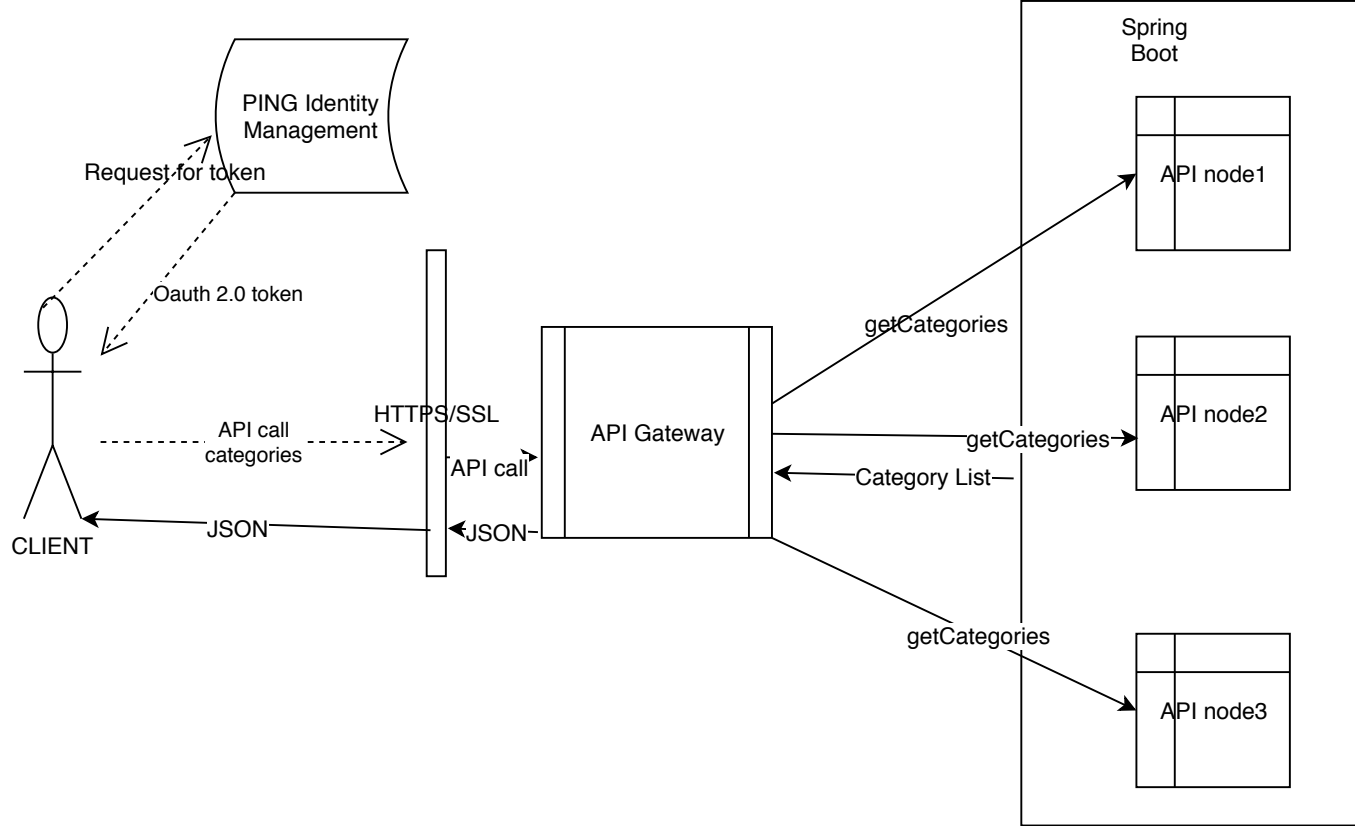 Spring
Boot
PING Identity
Management
Request for token
API node1
Oauth 2.0 token
getCategories
HTTPS/SSL
API node2
API call
categories
API Gateway
getCategories
API call
Category List
JSON
JSON
CLIENT
getCategories
API node3